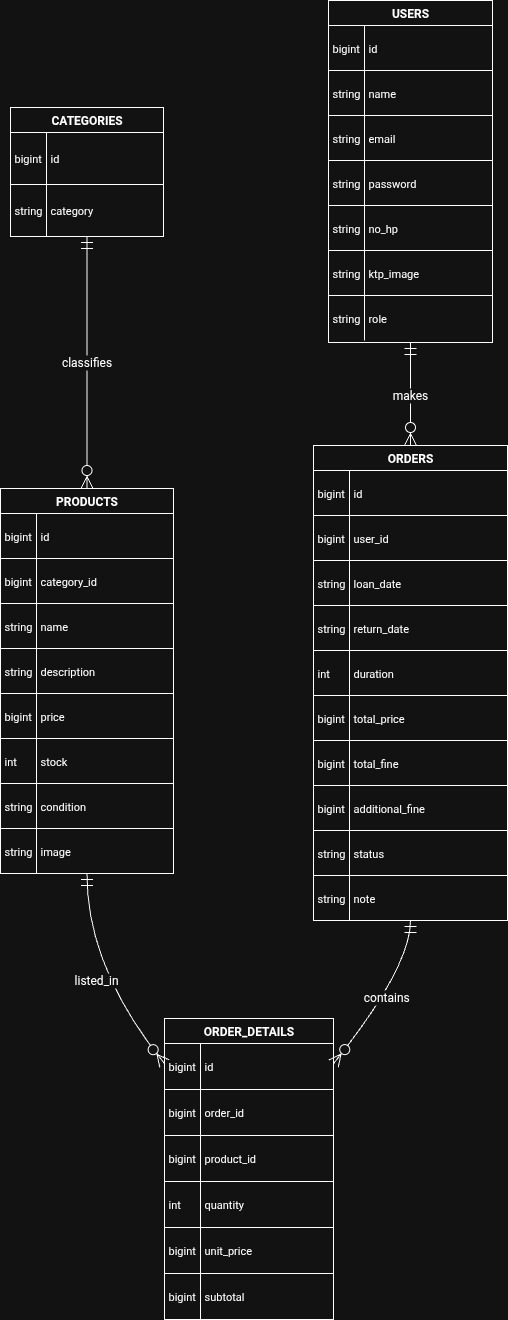 USERS
bigint id
string name
string email
string password
string no_hp
string ktp_image
string role
CATEGORIES
bigint id
string category
classifies
makes
PRODUCTS
bigint id
bigint category_id
string name
string description
bigint price
int stock
string condition
string image
ORDERS
bigint id
bigint user_id
string loan_date
string return_date
int duration
bigint total_price
bigint total_fine
bigint additional_fine
string status
string note
listed_in
contains
ORDER_DETAILS
bigint id
bigint order_id
bigint product_id
int quantity
bigint unit_price
bigint subtotal